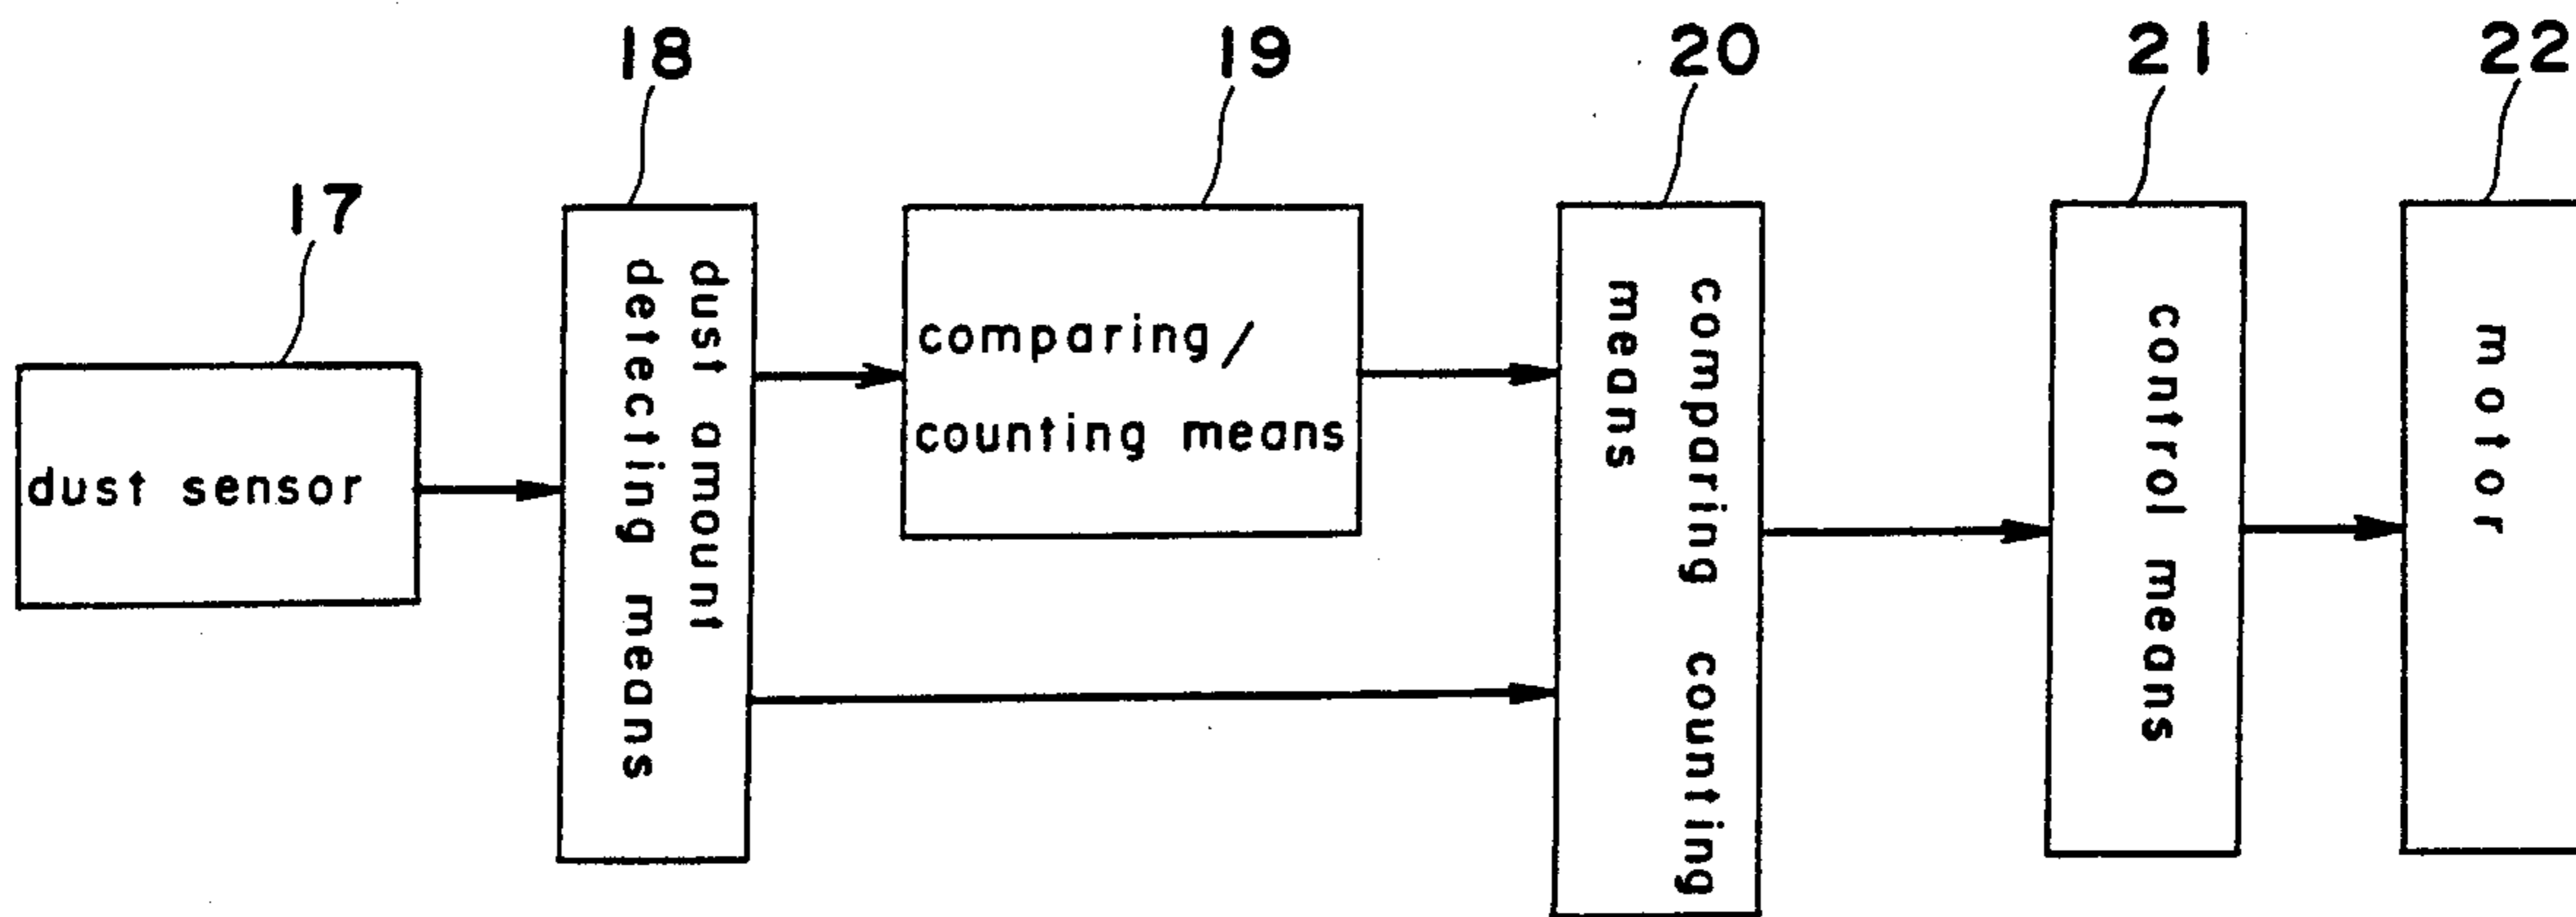 17
dust sensor
18
dust amount
detecting means
19
comparing/
counting means
20
comparing counting
means
21
control means
22
motor